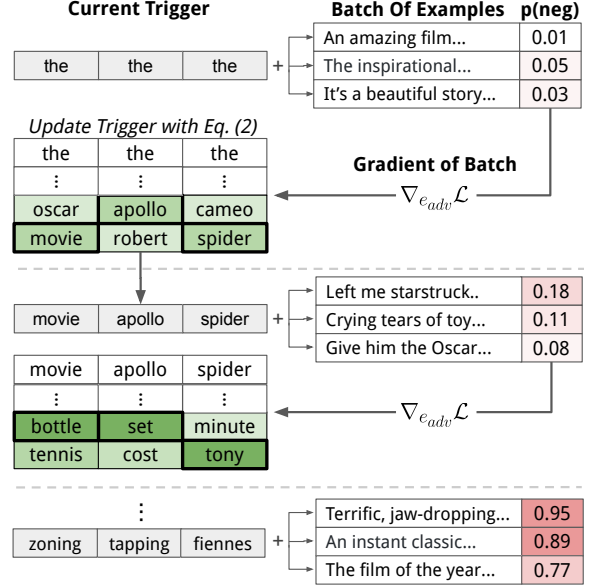 Current Trigger Batch Of Examples p(neg)
the the the + An amazing film... 0.01
The inspirational... 0.05
It's a beautiful story... 0.03
Update Trigger with Eq. (2)
the the the
⋮ ⋮ ⋮
Gradient of Batch
∇e_adv ℒ
oscar apollo cameo
movie robert spider
movie apollo spider + Left me starstruck.. 0.18
Crying tears of toy... 0.11
Give him the Oscar... 0.08
movie apollo spider
⋮ ⋮ ⋮
∇e_adv ℒ
bottle set minute
tennis cost tony
⋮
zoning tapping fiennes + Terrific, jaw-dropping... 0.95
An instant classic... 0.89
The film of the year... 0.77